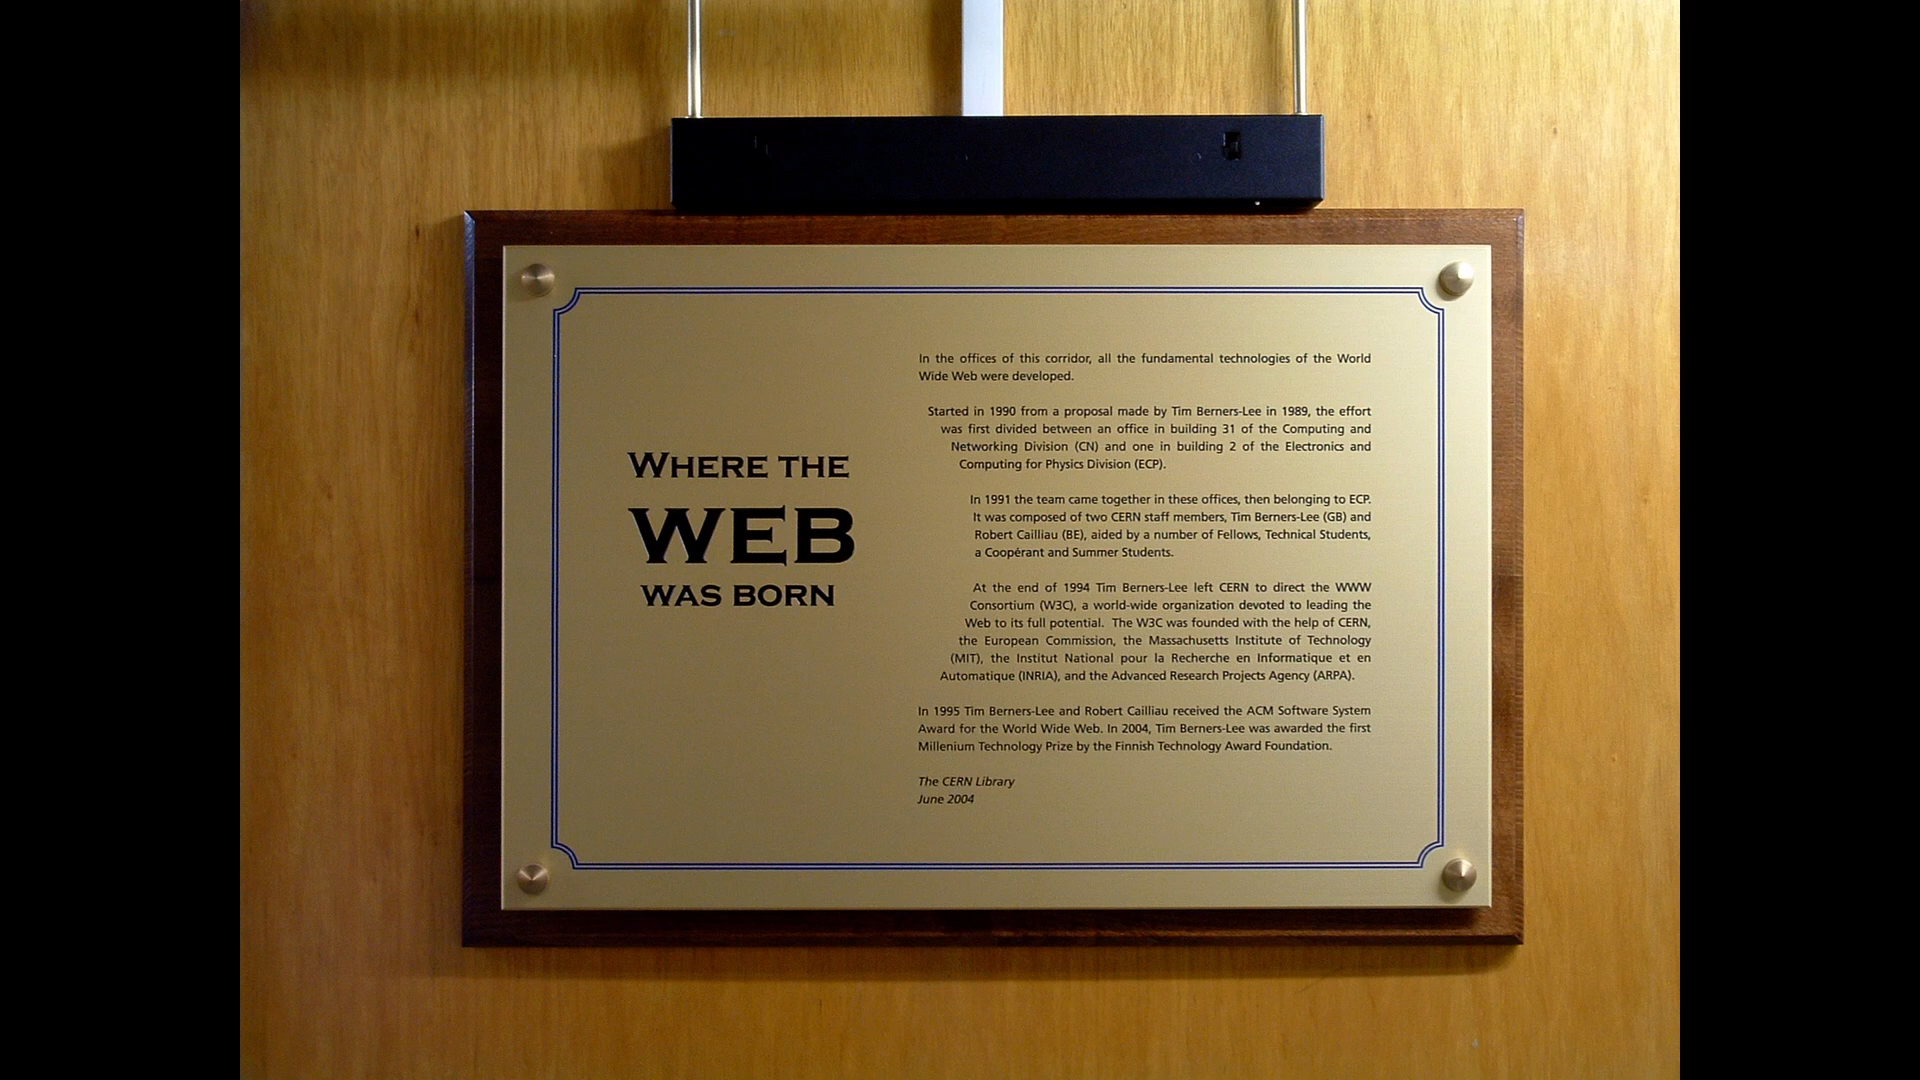 WHERE THE
WEB
WAS BORN
In the offices of this corridor, all the fundamental technologies of the World
Wide Web were developed.
Started in 1990 from a proposal made by Tim Berners-Lee in 1989, the effort
was first divided between an office in building 31 of the Computing and
Networking Division (CN) and one in building 2 of the Electronics and
Computing for Physics Division (ECP).
In 1991 the team came together in these offices, then belonging to ECP.
It was composed of two CERN staff members, Tim Berners-Lee (GB) and
Robert Cailliau (BE), aided by a number of Fellows, Technical Students,
a Coopérant and Summer Students.
At the end of 1994 Tim Berners-Lee left CERN to direct the WWW
Consortium (W3C), a world-wide organization devoted to leading the
Web to its full potential. The W3C was founded with the help of CERN,
the European Commission, the Massachusetts Institute of Technology
(MIT), the Institut National pour la Recherche en Informatique et en
Automatique (INRIA), and the Advanced Research Projects Agency (ARPA).
In 1995 Tim Berners-Lee and Robert Cailliau received the ACM Software System
Award for the World Wide Web. In 2004, Tim Berners-Lee was awarded the first
Millenium Technology Prize by the Finnish Technology Award Foundation.
The CERN Library
June 2004